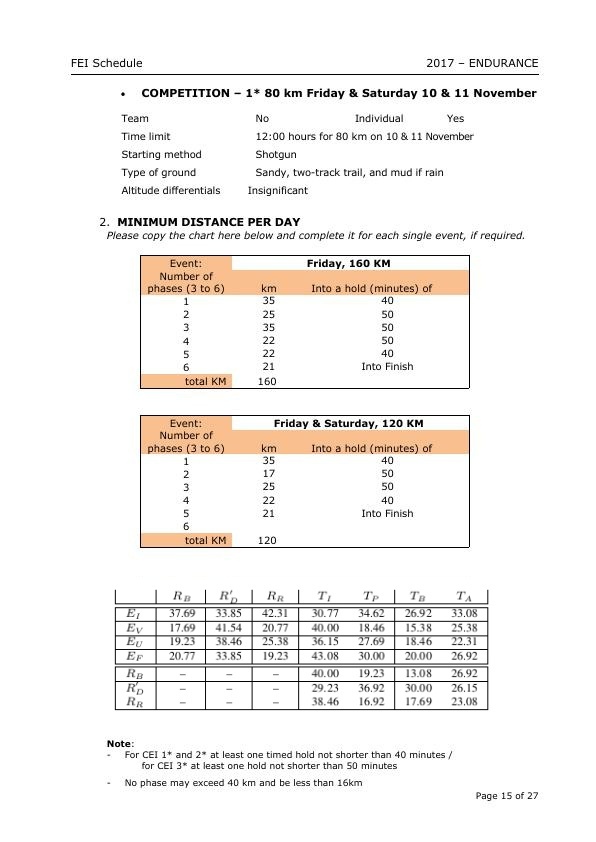 FEI Schedule 2017 – ENDURANCE
• COMPETITION – 1* 80 km Friday & Saturday 10 & 11 November
Team No Individual Yes
Time limit 12:00 hours for 80 km on 10 & 11 November
Starting method Shotgun
Type of ground Sandy, two-track trail, and mud if rain
Altitude differentials Insignificant
2. MINIMUM DISTANCE PER DAY
Please copy the chart here below and complete it for each single event, if required.
Event: Friday, 160 KM
Number of
phases (3 to 6) km Into a hold (minutes) of
1 35 40
2 25 50
3 35 50
4 22 50
5 22 40
6 21 Into Finish
total KM 160
Event: Friday & Saturday, 120 KM
Number of
phases (3 to 6) km Into a hold (minutes) of
1 35 40
2 17 50
3 25 50
4 22 40
5 21 Into Finish
6
total KM 120
R_B R'_D R_R T_I T_P T_B T_A
E_I 37.69 33.85 42.31 30.77 34.62 26.92 33.08
E_V 17.69 41.54 20.77 40.00 18.46 15.38 25.38
E_U 19.23 38.46 25.38 36.15 27.69 18.46 22.31
E_F 20.77 33.85 19.23 43.08 30.00 20.00 26.92
R_B – – – 40.00 19.23 13.08 26.92
R'_D – – – 29.23 36.92 30.00 26.15
R_R – – – 38.46 16.92 17.69 23.08
Note:
- For CEI 1* and 2* at least one timed hold not shorter than 40 minutes /
for CEI 3* at least one hold not shorter than 50 minutes
- No phase may exceed 40 km and be less than 16km
Page 15 of 27